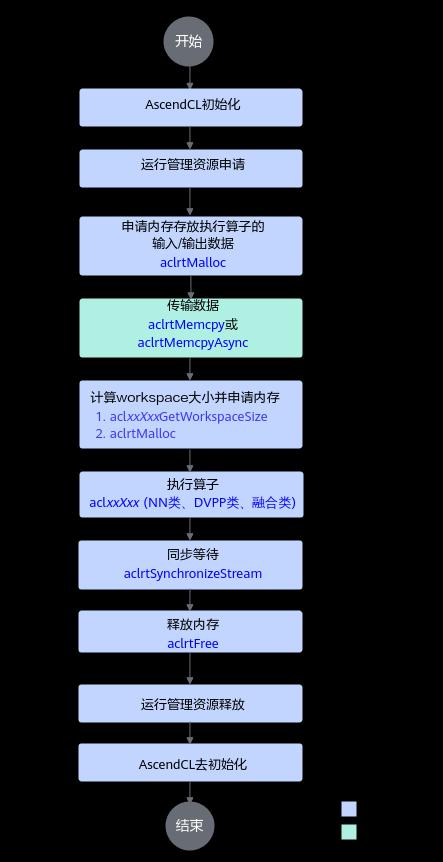 开始
AscendCL初始化
运行管理资源申请
申请内存存放执行算子的
输入/输出数据
aclrtMalloc
传输数据
aclrtMemcpy或
aclrtMemcpyAsync
计算workspace大小并申请内存
1. aclxxXxxGetWorkspaceSize
2. aclrtMalloc
执行算子
aclxxXxx (NN类、DVPP类、融合类)
同步等待
aclrtSynchronizeStream
释放内存
aclrtFree
运行管理资源释放
AscendCL去初始化
结束